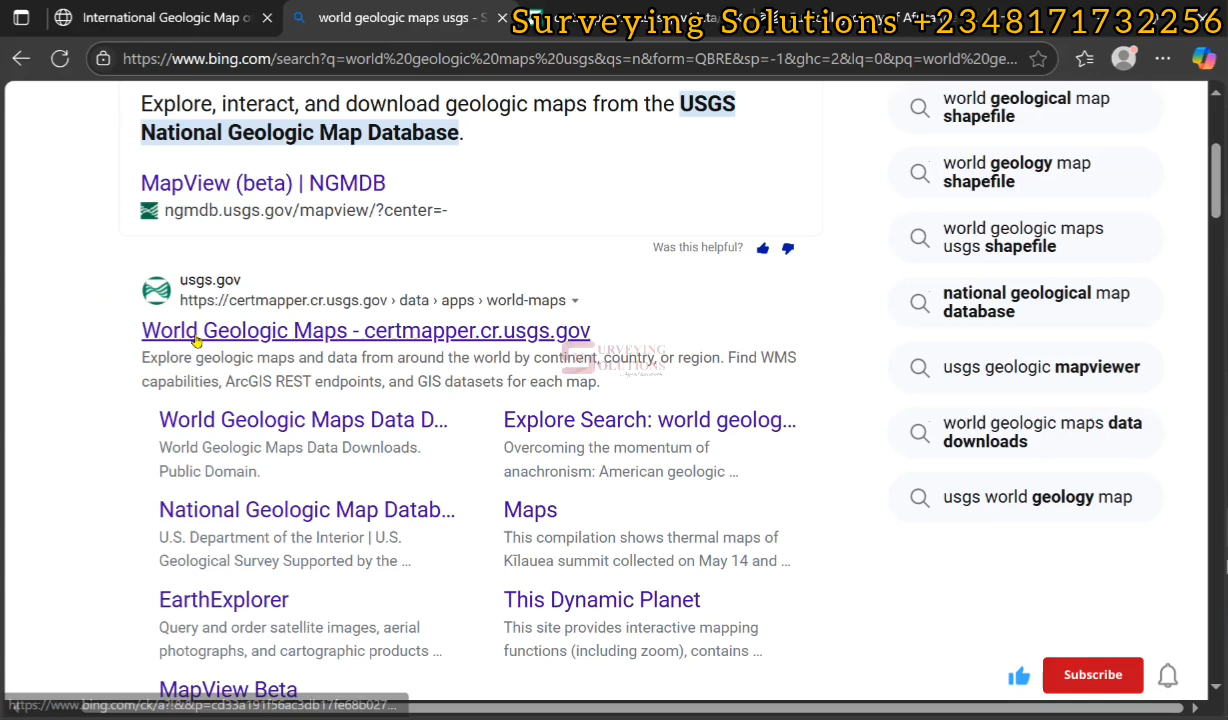 International Geologic Map o
world geologic maps usgs - S
Surveying Solutions +2348171732256
https://www.bing.com/search?q=world%20geologic%20maps%20usgs&qs=n&form=QBRE&sp=-1&ghc=2&lq=0&pq=world%20ge...
Explore, interact, and download geologic maps from the USGS
National Geologic Map Database.
MapView (beta) | NGMDB
ngmdb.usgs.gov/mapview/?center=-
Was this helpful?
usgs.gov
https://certmapper.cr.usgs.gov › data › apps › world-maps
World Geologic Maps - certmapper.cr.usgs.gov
Explore geologic maps and data from around the world by continent, country, or region. Find WMS
capabilities, ArcGIS REST endpoints, and GIS datasets for each map.
SURVEYING
SOLUTIONS
World Geologic Maps Data D...
World Geologic Maps Data Downloads.
Public Domain.
Explore Search: world geolog...
Overcoming the momentum of
anachronism: American geologic ...
National Geologic Map Datab...
U.S. Department of the Interior | U.S.
Geological Survey Supported by the ...
Maps
This compilation shows thermal maps of
Kīlauea summit collected on May 14 and ...
EarthExplorer
Query and order satellite images, aerial
photographs, and cartographic products ...
This Dynamic Planet
This site provides interactive mapping
functions (including zoom), contains ...
MapView Beta
world geological map
shapefile
world geology map
shapefile
world geologic maps
usgs shapefile
national geological map
database
usgs geologic mapviewer
world geologic maps data
downloads
usgs world geology map
Subscribe
https://www.bing.com/ck/a?!&&p=cd33a191f56ac3db17fe68b027...